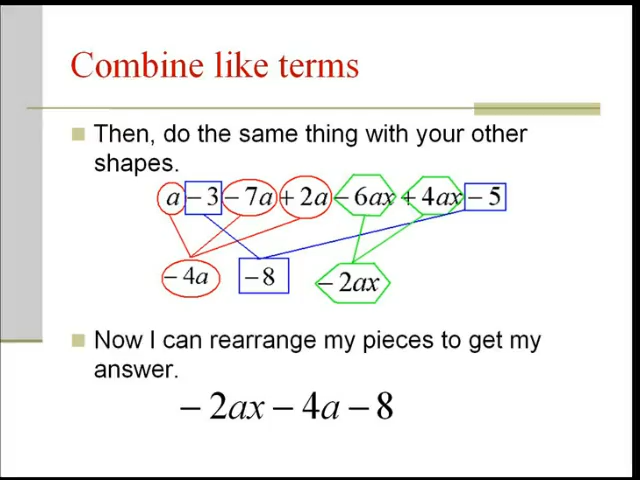 Combine like terms
Then, do the same thing with your other
shapes.
a − 3 − 7a + 2a − 6ax + 4ax − 5
− 4a − 8 − 2ax
Now I can rearrange my pieces to get my
answer.
− 2ax − 4a − 8